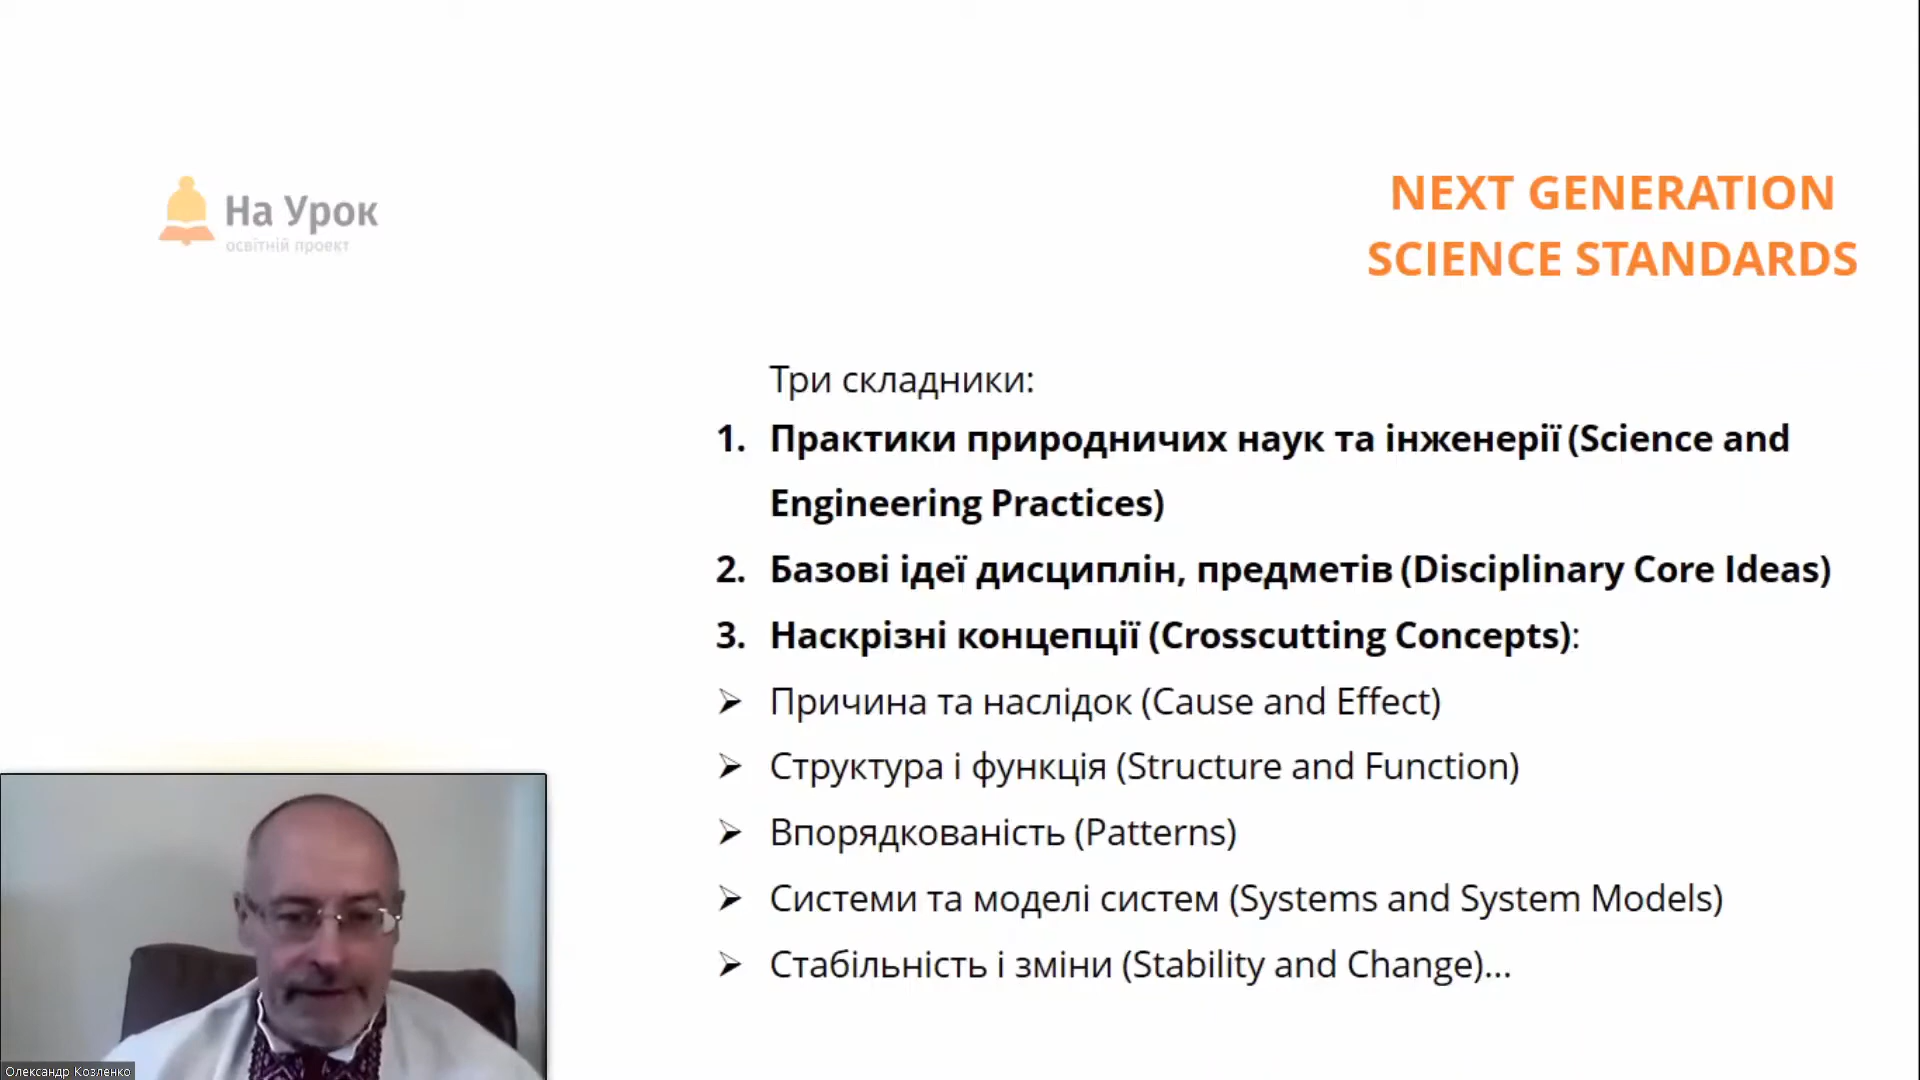 На Урок
освітній проект
NEXT GENERATION
SCIENCE STANDARDS
Три складники:
1. Практики природничих наук та інженерії (Science and
Engineering Practices)
2. Базові ідеї дисциплін, предметів (Disciplinary Core Ideas)
3. Наскрізні концепції (Crosscutting Concepts):
➢ Причина та наслідок (Cause and Effect)
➢ Структура і функція (Structure and Function)
➢ Впорядкованість (Patterns)
➢ Системи та моделі систем (Systems and System Models)
➢ Стабільність і зміни (Stability and Change)...
Олександр Козленко